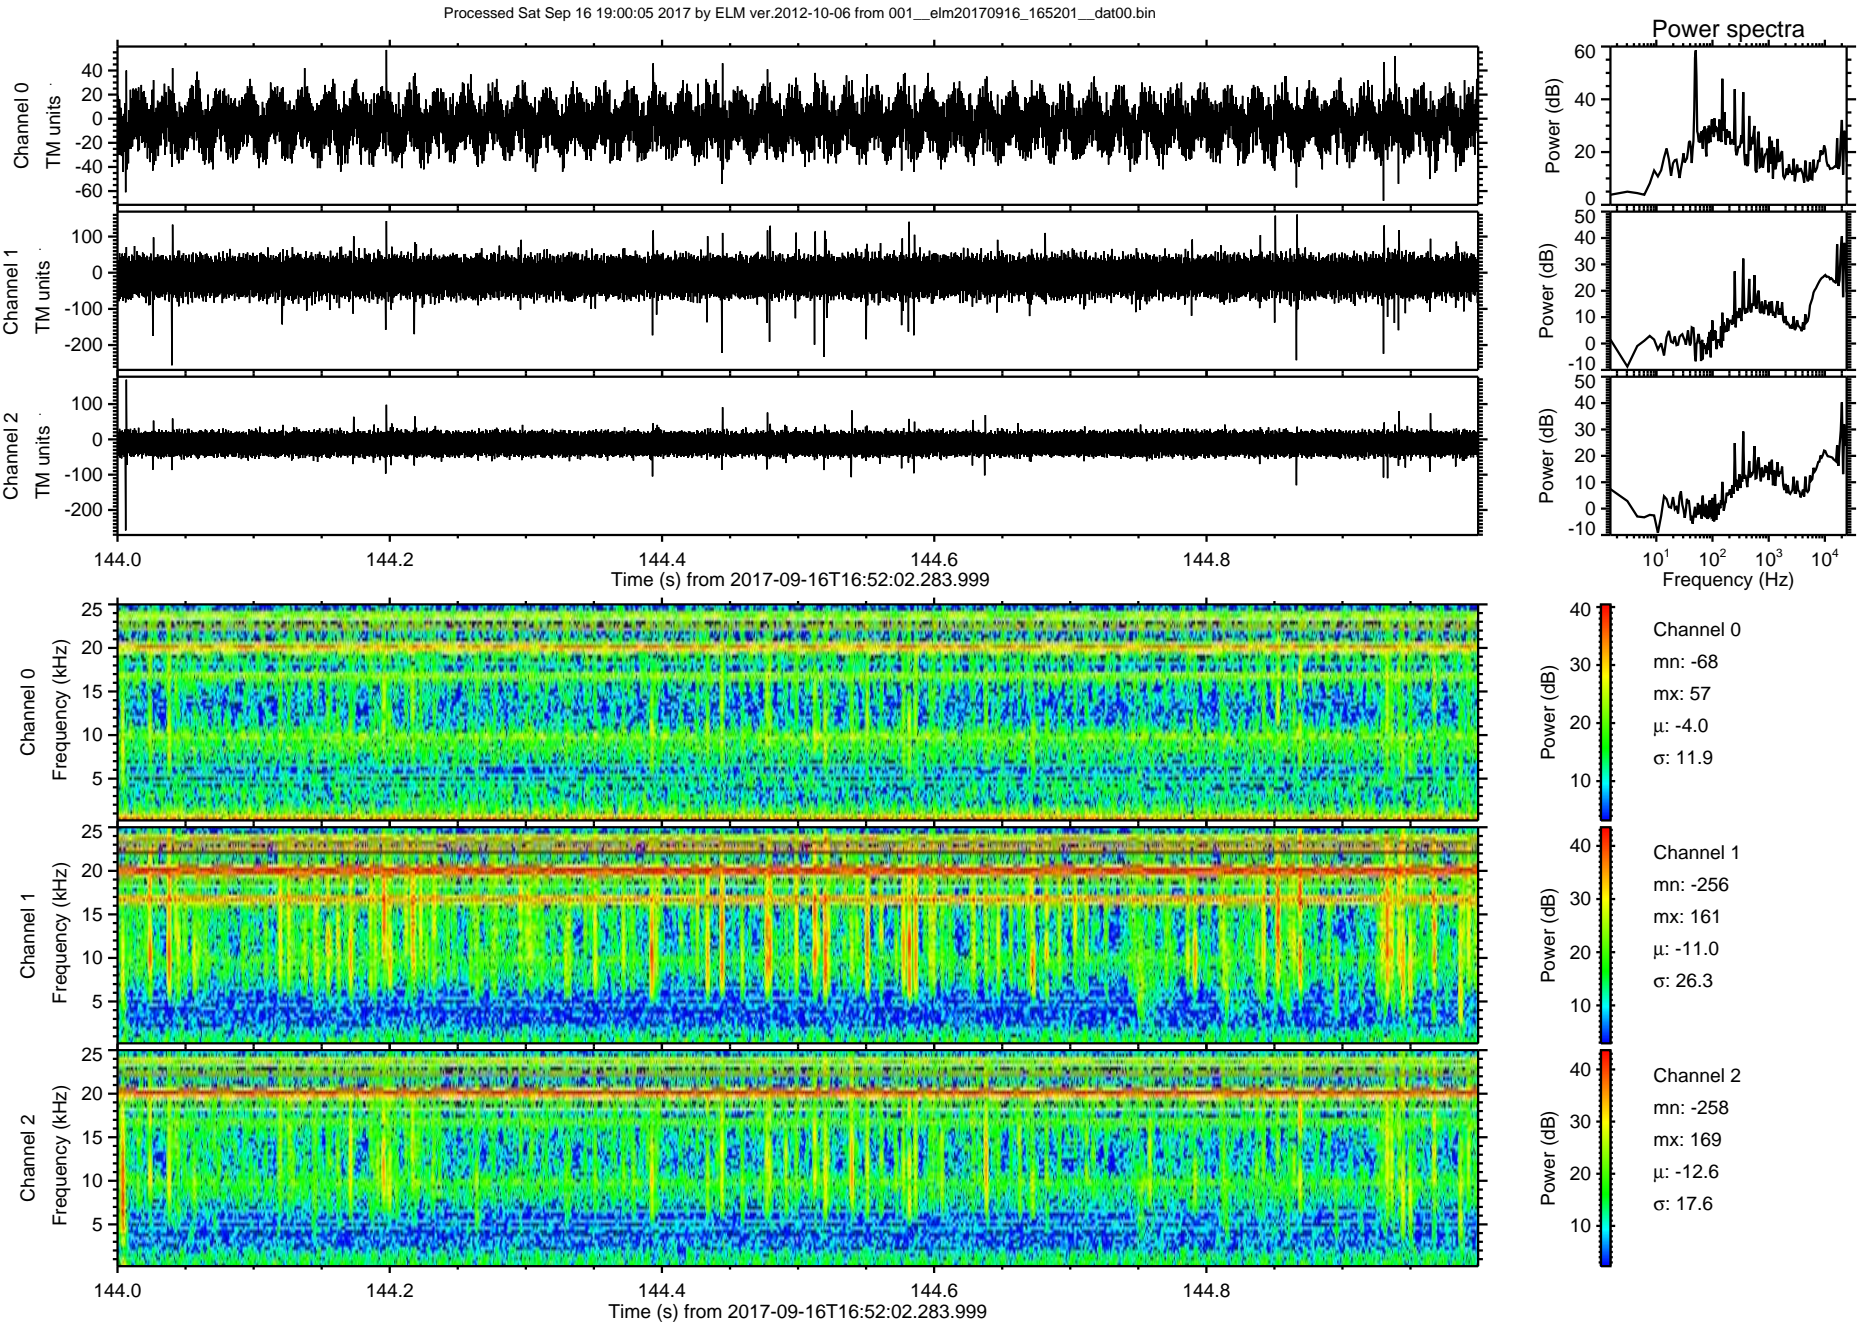 Processed Sat Sep 16 19:00:05 2017 by ELM ver.2012-10-06 from 001__elm20170916_165201__dat00.bin
Power spectra
Channel 0
TM units
40
20
0
-20
-40
-60
Power (dB)
60
40
20
0
Channel 1
TM units
100
0
-100
-200
Power (dB)
50
40
30
20
10
0
-10
Channel 2
TM units
100
0
-100
-200
Power (dB)
50
40
30
20
10
0
-10
144.0 144.2 144.4 144.6 144.8
Time (s) from 2017-09-16T16:52:02.283.999
10¹ 10² 10³ 10⁴
Frequency (Hz)
Channel 0
Frequency (kHz)
25
20
15
10
5
Power (dB)
40
30
20
10
Channel 0
mn: -68
mx: 57
µ: -4.0
σ: 11.9
Channel 1
Frequency (kHz)
25
20
15
10
5
Power (dB)
40
30
20
10
Channel 1
mn: -256
mx: 161
µ: -11.0
σ: 26.3
Channel 2
Frequency (kHz)
25
20
15
10
5
Power (dB)
40
30
20
10
Channel 2
mn: -258
mx: 169
µ: -12.6
σ: 17.6
144.0 144.2 144.4 144.6 144.8
Time (s) from 2017-09-16T16:52:02.283.999